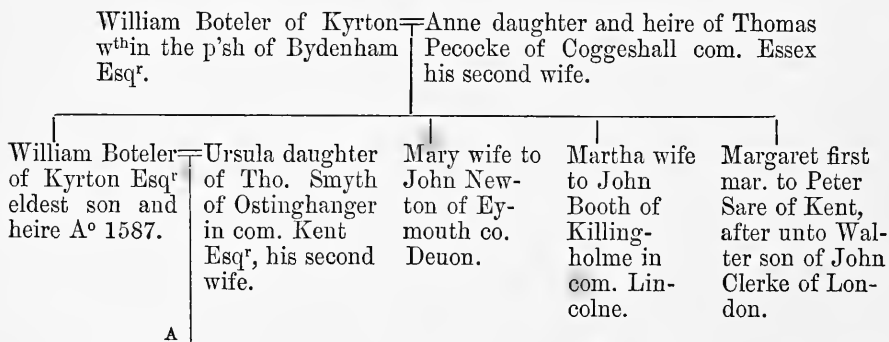 William Boteler of Kyrton
wᵗʰin the p'sh of Bydenham
Esqʳ.
Anne daughter and heire of Thomas
Pecocke of Coggeshall com. Essex
his second wife.
William Boteler
of Kyrton Esqʳ
eldest son and
heire Aº 1587.
Ursula daughter
of Tho. Smyth
of Ostinghanger
in com. Kent
Esqʳ, his second
wife.
Mary wife to
John New-
ton of Ey-
mouth co.
Deuon.
Martha wife
to John
Booth of
Killing-
holme in
com. Lin-
colne.
Margaret first
mar. to Peter
Sare of Kent,
after unto Wal-
ter son of John
Clerke of Lon-
don.
A